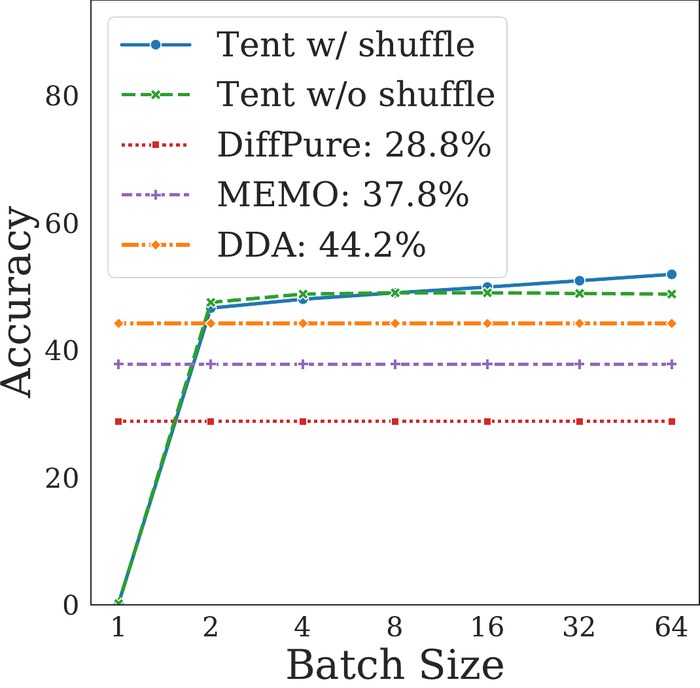 Tent w/ shuffle
Tent w/o shuffle
DiffPure: 28.8%
MEMO: 37.8%
DDA: 44.2%
Accuracy
80
60
40
20
0
1 2 4 8 16 32 64
Batch Size